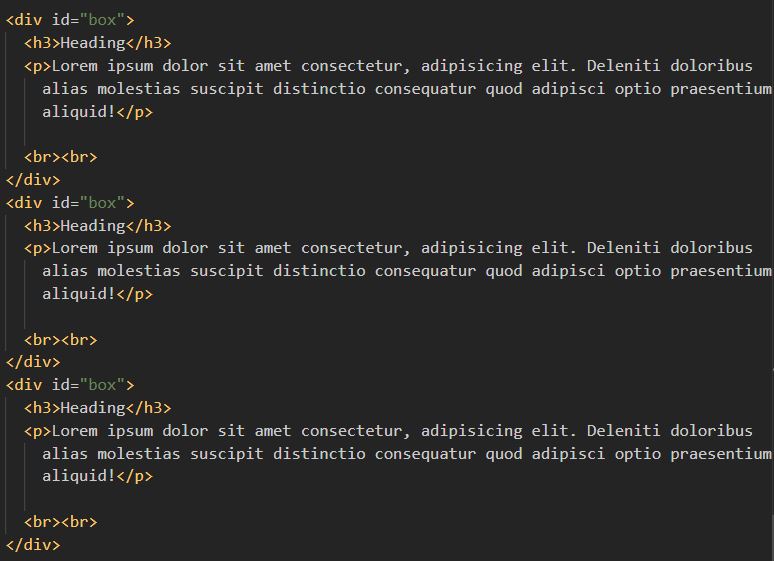 <div id="box">
<h3>Heading</h3>
<p>Lorem ipsum dolor sit amet consectetur, adipisicing elit. Deleniti doloribus
alias molestias suscipit distinctio consequatur quod adipisci optio praesentium
aliquid!</p>
<br><br>
</div>
<div id="box">
<h3>Heading</h3>
<p>Lorem ipsum dolor sit amet consectetur, adipisicing elit. Deleniti doloribus
alias molestias suscipit distinctio consequatur quod adipisci optio praesentium
aliquid!</p>
<br><br>
</div>
<div id="box">
<h3>Heading</h3>
<p>Lorem ipsum dolor sit amet consectetur, adipisicing elit. Deleniti doloribus
alias molestias suscipit distinctio consequatur quod adipisci optio praesentium
aliquid!</p>
<br><br>
</div>